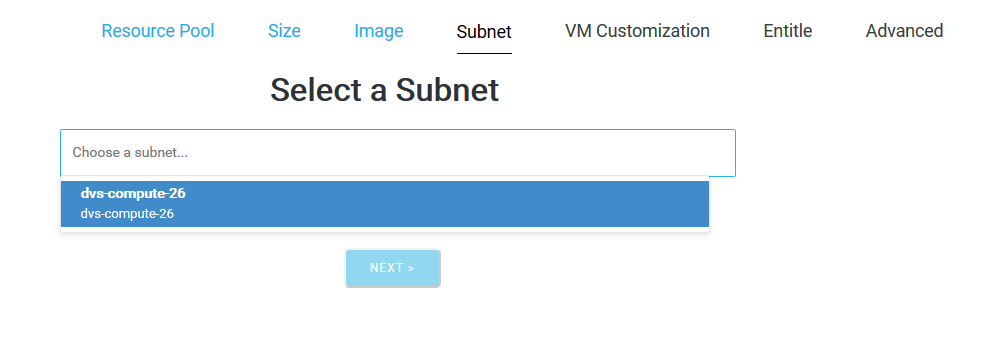 Resource Pool Size Image Subnet VM Customization Entitle Advanced
Select a Subnet
Choose a subnet...
dvs-compute-26
dvs-compute-26
NEXT >